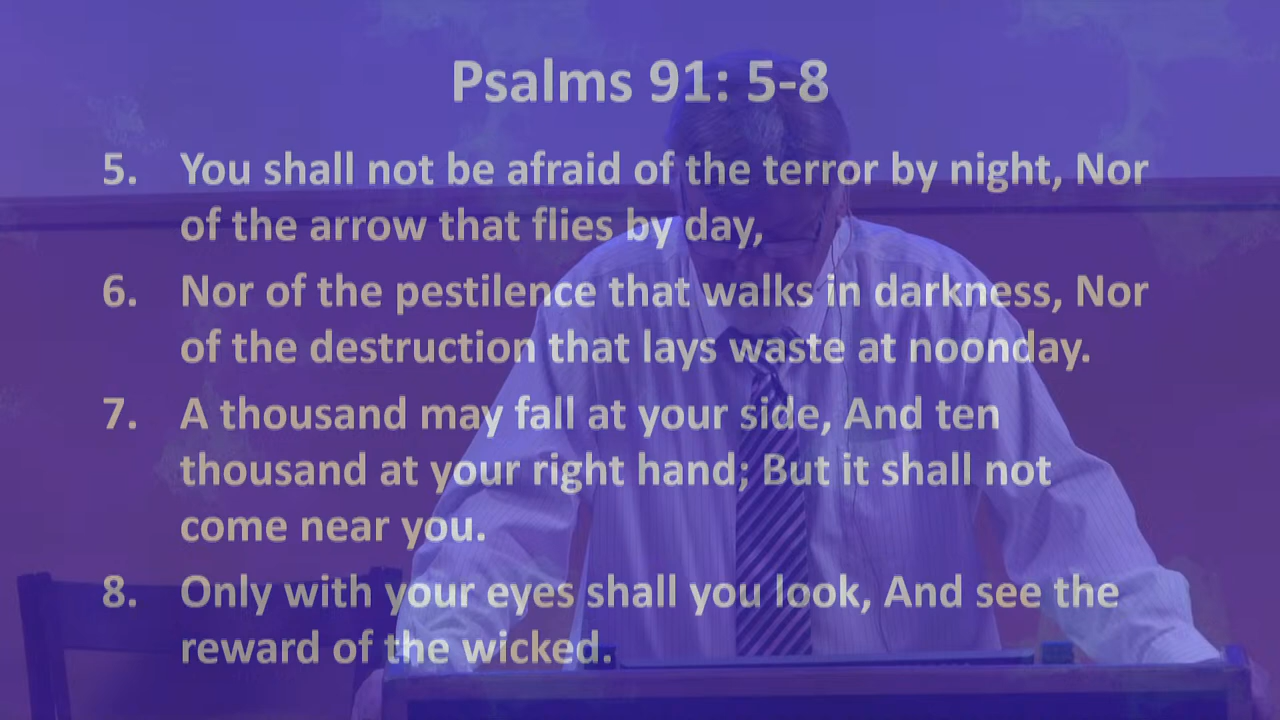 Psalms 91: 5-8
5. You shall not be afraid of the terror by night, Nor
of the arrow that flies by day,
6. Nor of the pestilence that walks in darkness, Nor
of the destruction that lays waste at noonday.
7. A thousand may fall at your side, And ten
thousand at your right hand; But it shall not
come near you.
8. Only with your eyes shall you look, And see the
reward of the wicked.